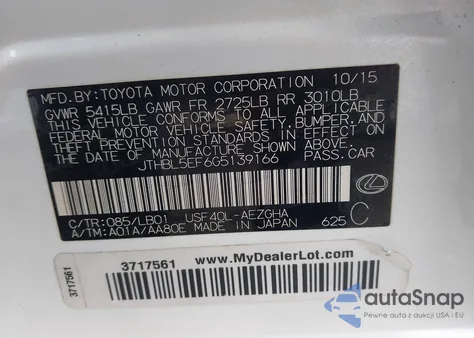 MFD.BY:TOYOTA MOTOR CORPORATION 10/15
GVWR 5415LB GAWR FR 2725LB RR 3010LB
THIS VEHICLE CONFORMS TO ALL APPLICABLE
FEDERAL MOTOR VEHICLE SAFETY, BUMPER, AND
THEFT PREVENTION STANDARDS IN EFFECT ON
THE DATE OF MANUFACTURE SHOWN ABOVE.
JTHBL5EF6G5139166 PASS.CAR
C/TR:085/LB01 USF40L-AEZGHA
A/TM:A01A/AA80E MADE IN JAPAN 625 C
3717561
3717561 www.MyDealerLot.com
autoSnap
Pewne auta z USA i EU